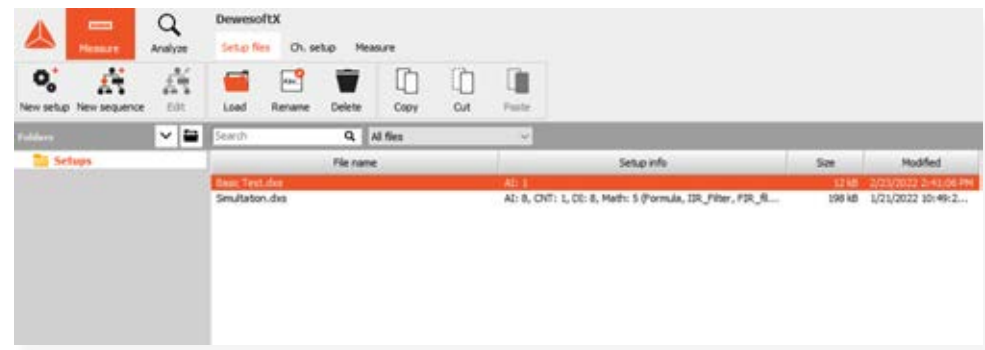 DewesoftX
Measure
Analyze
Setup files Ch. setup Measure
New setup New sequence Edit Load Rename Delete Copy Cut Paste
Folders Search All files
Setups
File name Setup info Size Modified
Basic Test.dxs AI: 1 12 kB 2/23/2022 2:41:06 PM
Simultation.dxs AI: 8, CNT: 1, DI: 8, Math: 5 (Formula, IIR_Filter, FIR_fil... 198 kB 1/21/2022 10:49:2...